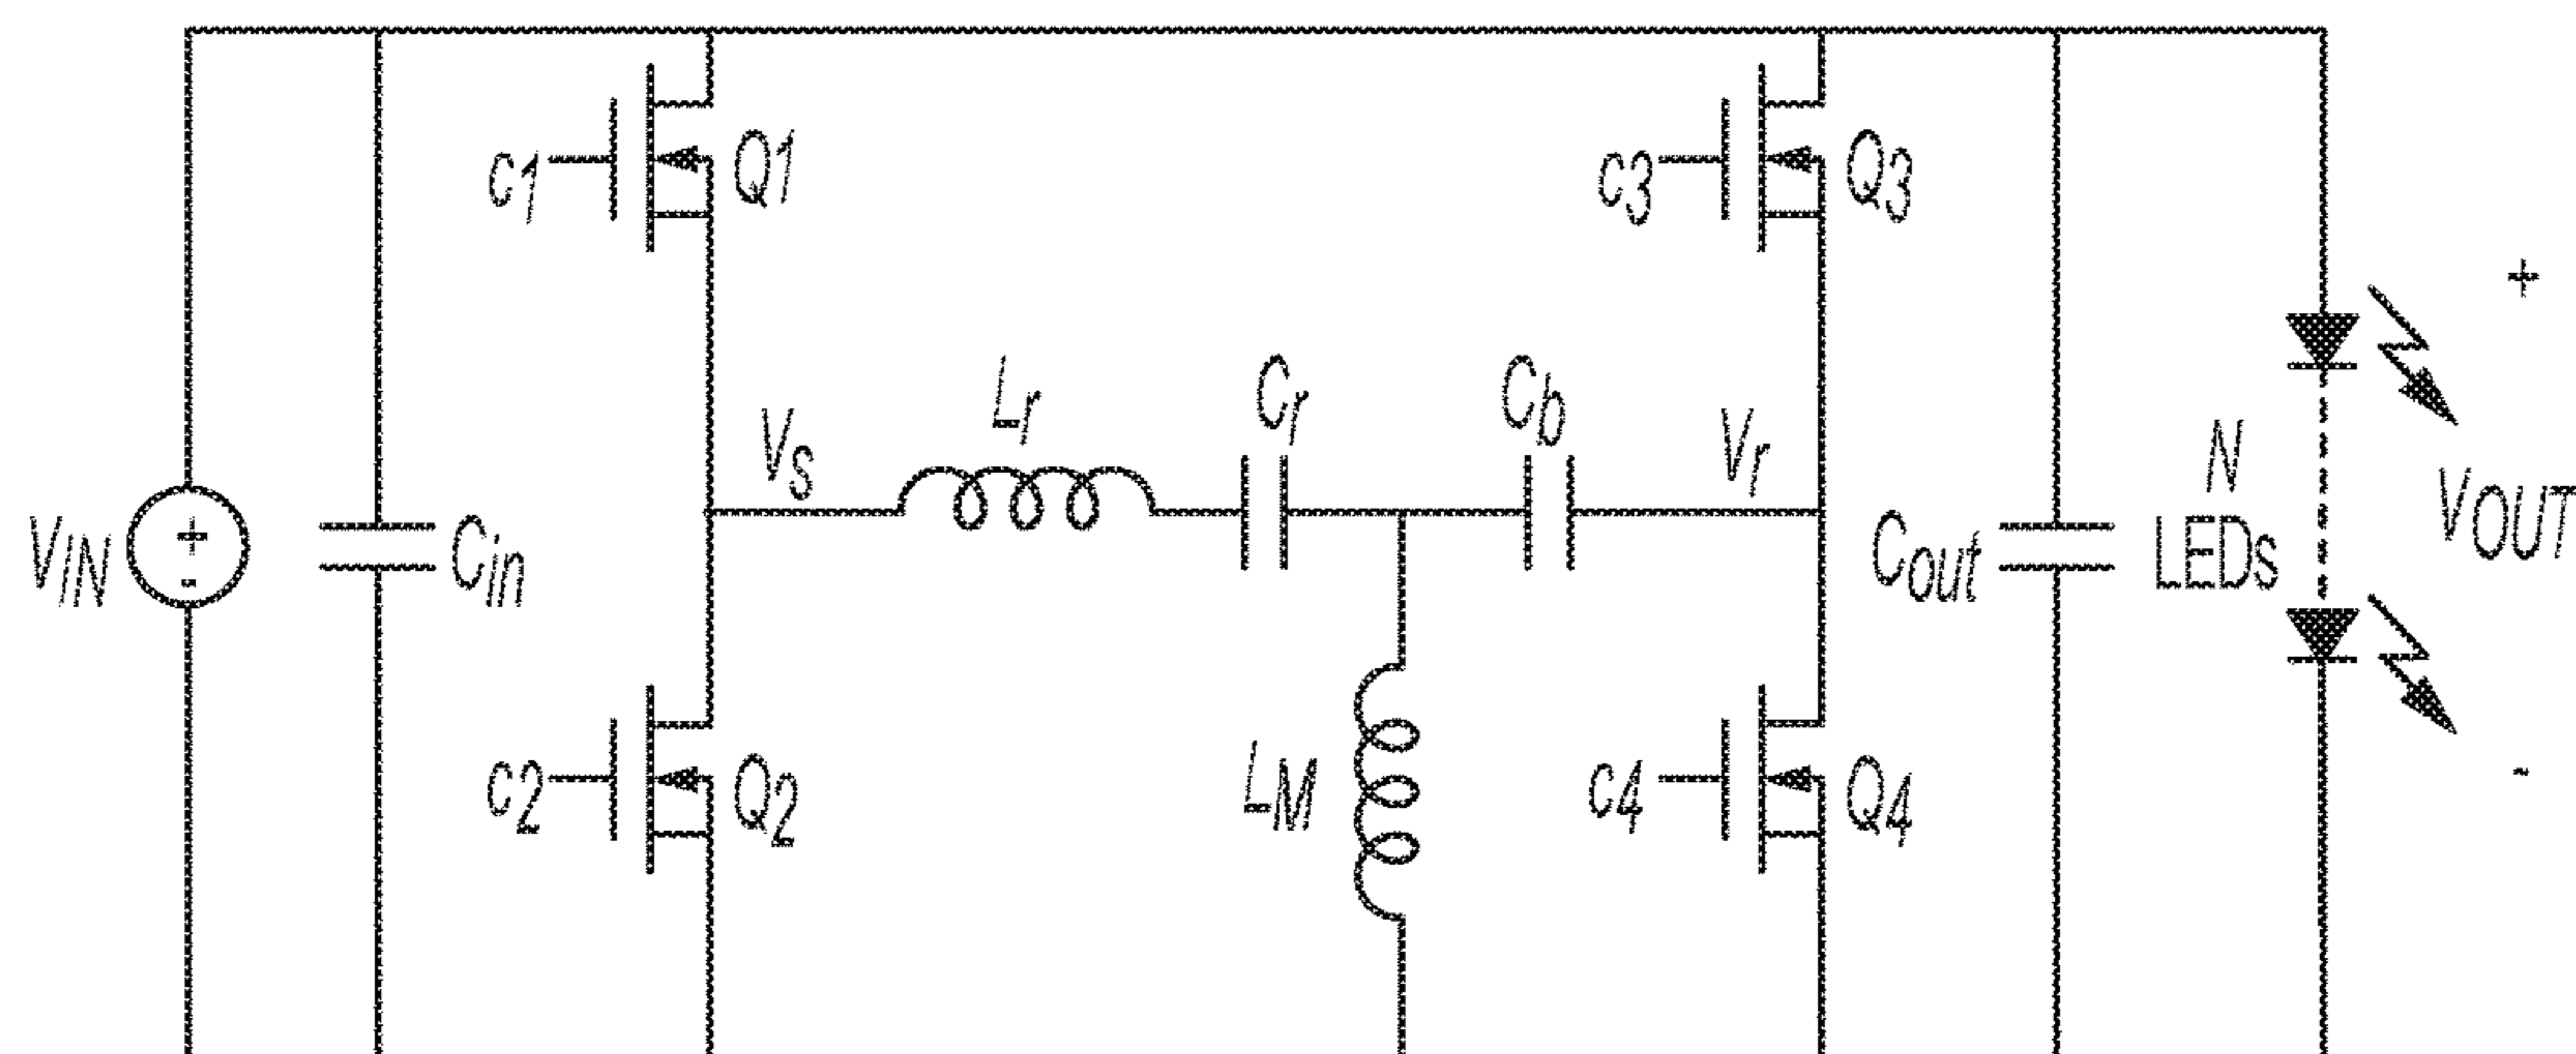 c1
Q1
c3
Q3
+
Lr
Cr
Cb
Vs
Vr
N
LEDs
VOUT
VIN
+
-
Cin
Cout
c2
Q2
LM
c4
Q4
-